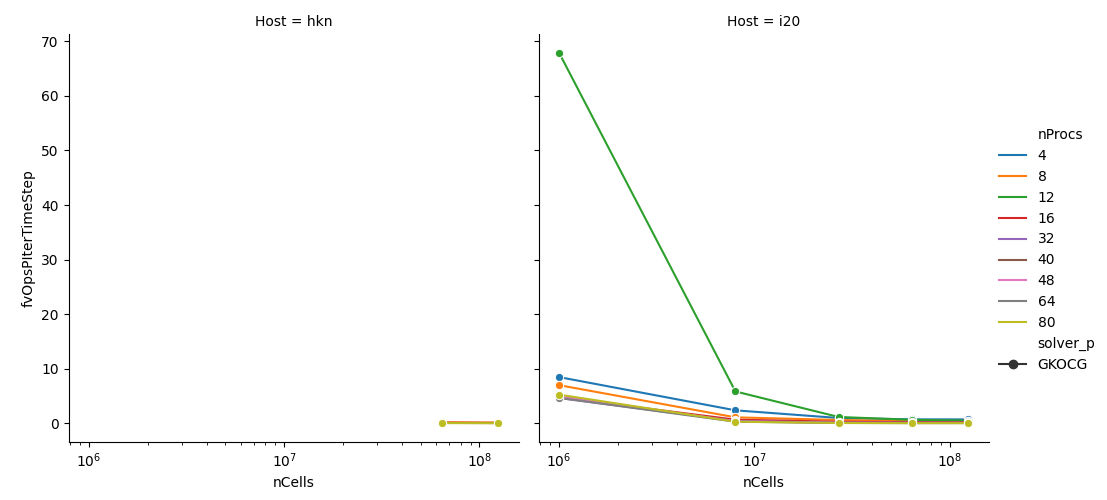 Host = hkn
Host = i20
fvOpsPIterTimeStep
70
60
50
40
30
20
10
0
10^6
10^7
10^8
nCells
10^6
10^7
10^8
nCells
nProcs
4
8
12
16
32
40
48
64
80
solver_p
GKOCG